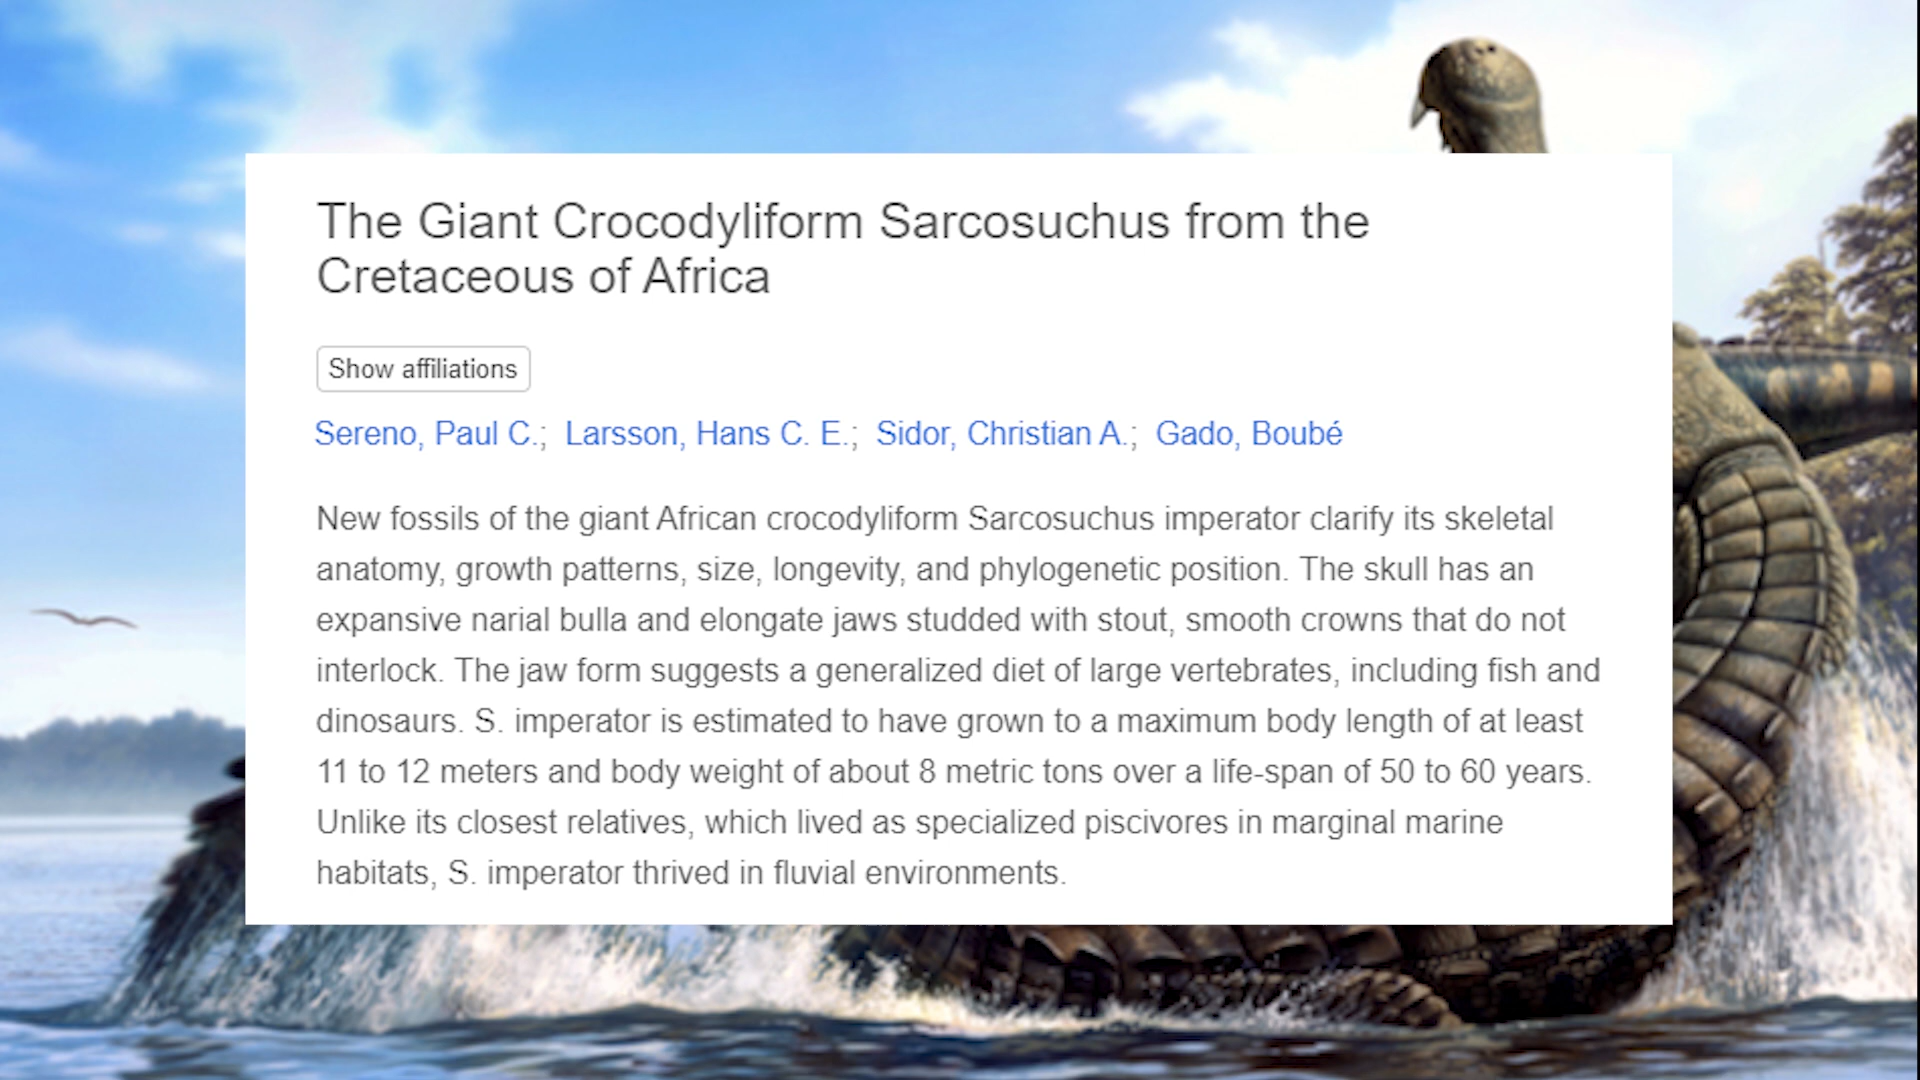 The Giant Crocodyliform Sarcosuchus from the
Cretaceous of Africa
Show affiliations
Sereno, Paul C.; Larsson, Hans C. E.; Sidor, Christian A.; Gado, Boubé
New fossils of the giant African crocodyliform Sarcosuchus imperator clarify its skeletal
anatomy, growth patterns, size, longevity, and phylogenetic position. The skull has an
expansive narial bulla and elongate jaws studded with stout, smooth crowns that do not
interlock. The jaw form suggests a generalized diet of large vertebrates, including fish and
dinosaurs. S. imperator is estimated to have grown to a maximum body length of at least
11 to 12 meters and body weight of about 8 metric tons over a life-span of 50 to 60 years.
Unlike its closest relatives, which lived as specialized piscivores in marginal marine
habitats, S. imperator thrived in fluvial environments.